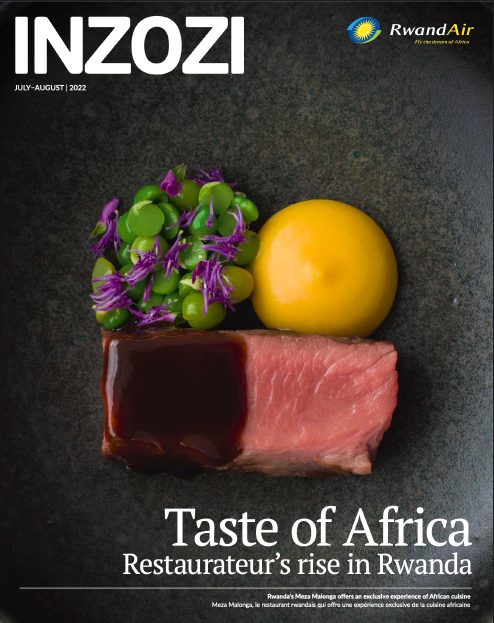 INZOZI
RwandAir
Fly the dream of Africa
JULY–AUGUST | 2022
Taste of Africa
Restaurateur's rise in Rwanda
Rwanda's Meza Malonga offers an exclusive experience of African cuisine
Meza Malonga, le restaurant rwandais qui offre une expérience exclusive de la cuisine africaine